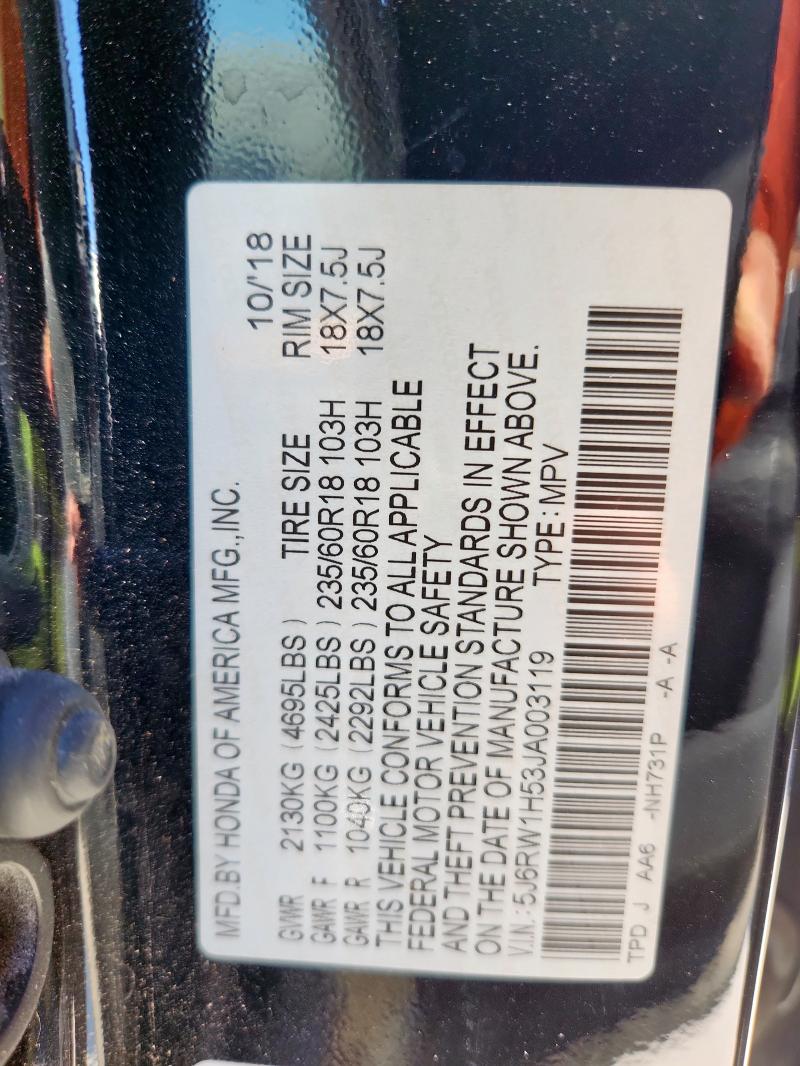 MFD.BY HONDA OF AMERICA MFG.,INC. 10/'18
GVWR 2130KG (4695LBS) TIRE SIZE RIM SIZE
GAWR F 1100KG (2425LBS) 235/60R18 103H 18X7.5J
GAWR R 1040KG (2292LBS) 235/60R18 103H 18X7.5J
THIS VEHICLE CONFORMS TO ALL APPLICABLE
FEDERAL MOTOR VEHICLE SAFETY
AND THEFT PREVENTION STANDARDS IN EFFECT
ON THE DATE OF MANUFACTURE SHOWN ABOVE.
V.I.N.: 5J6RW1H53JA003119 TYPE : MPV
TPD J AA6 -NH731P -A -A